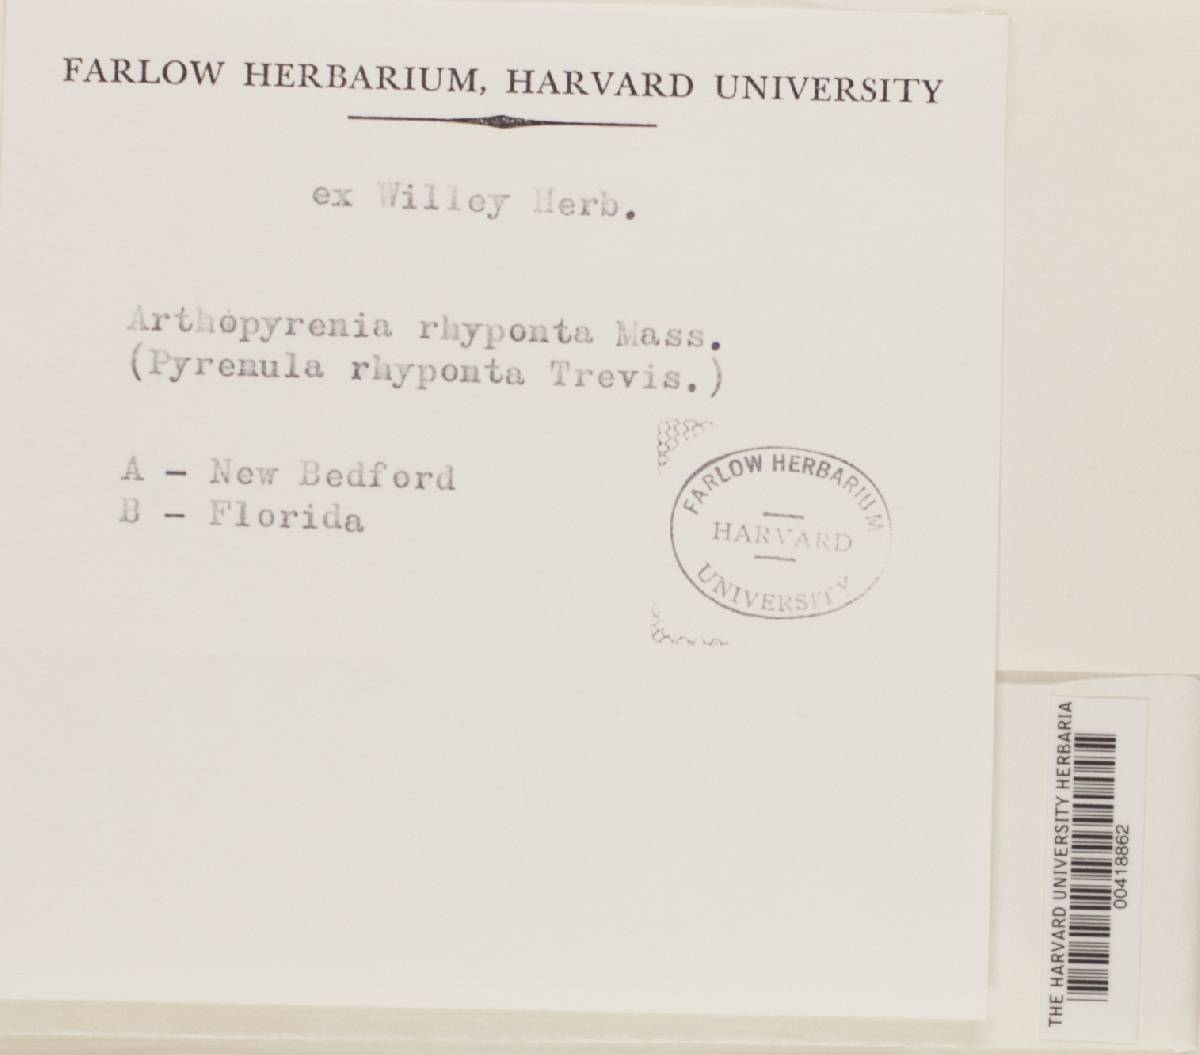 FARLOW HERBARIUM, HARVARD UNIVERSITY
ex Willey Herb.
Arthopyrenia rhyponta Mass.
(Pyrenula rhyponta Trevis.)
A - New Bedford
B - Florida
FARLOW HERBARIUM
HARVARD
UNIVERSITY
THE HARVARD UNIVERSITY HERBARIA
00418862